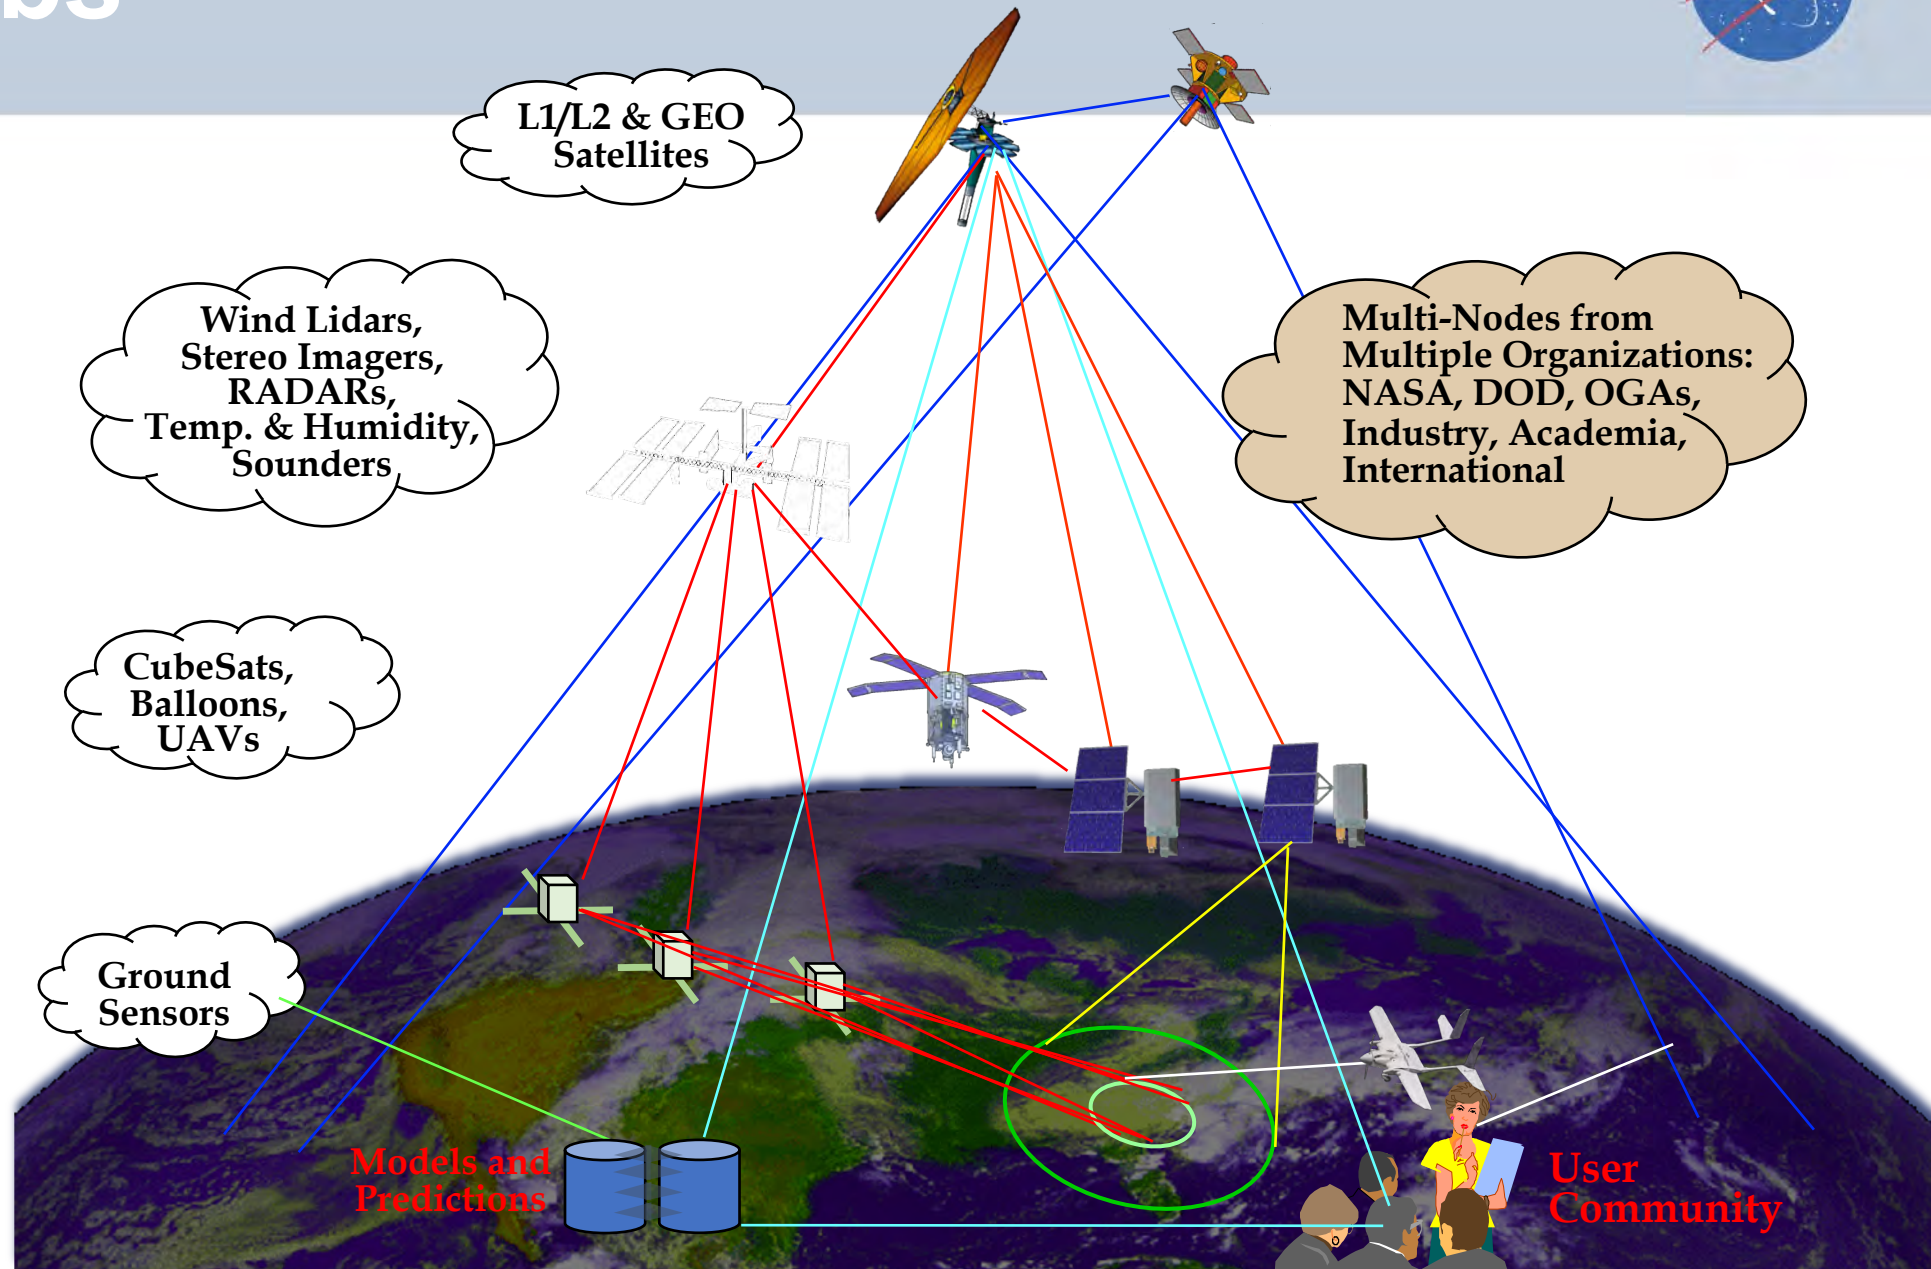 L1/L2 & GEO
Satellites
Wind Lidars,
Stereo Imagers,
RADARs,
Temp. & Humidity,
Sounders
Multi-Nodes from
Multiple Organizations:
NASA, DOD, OGAs,
Industry, Academia,
International
CubeSats,
Balloons,
UAVs
Ground
Sensors
Models and
Predictions
User
Community